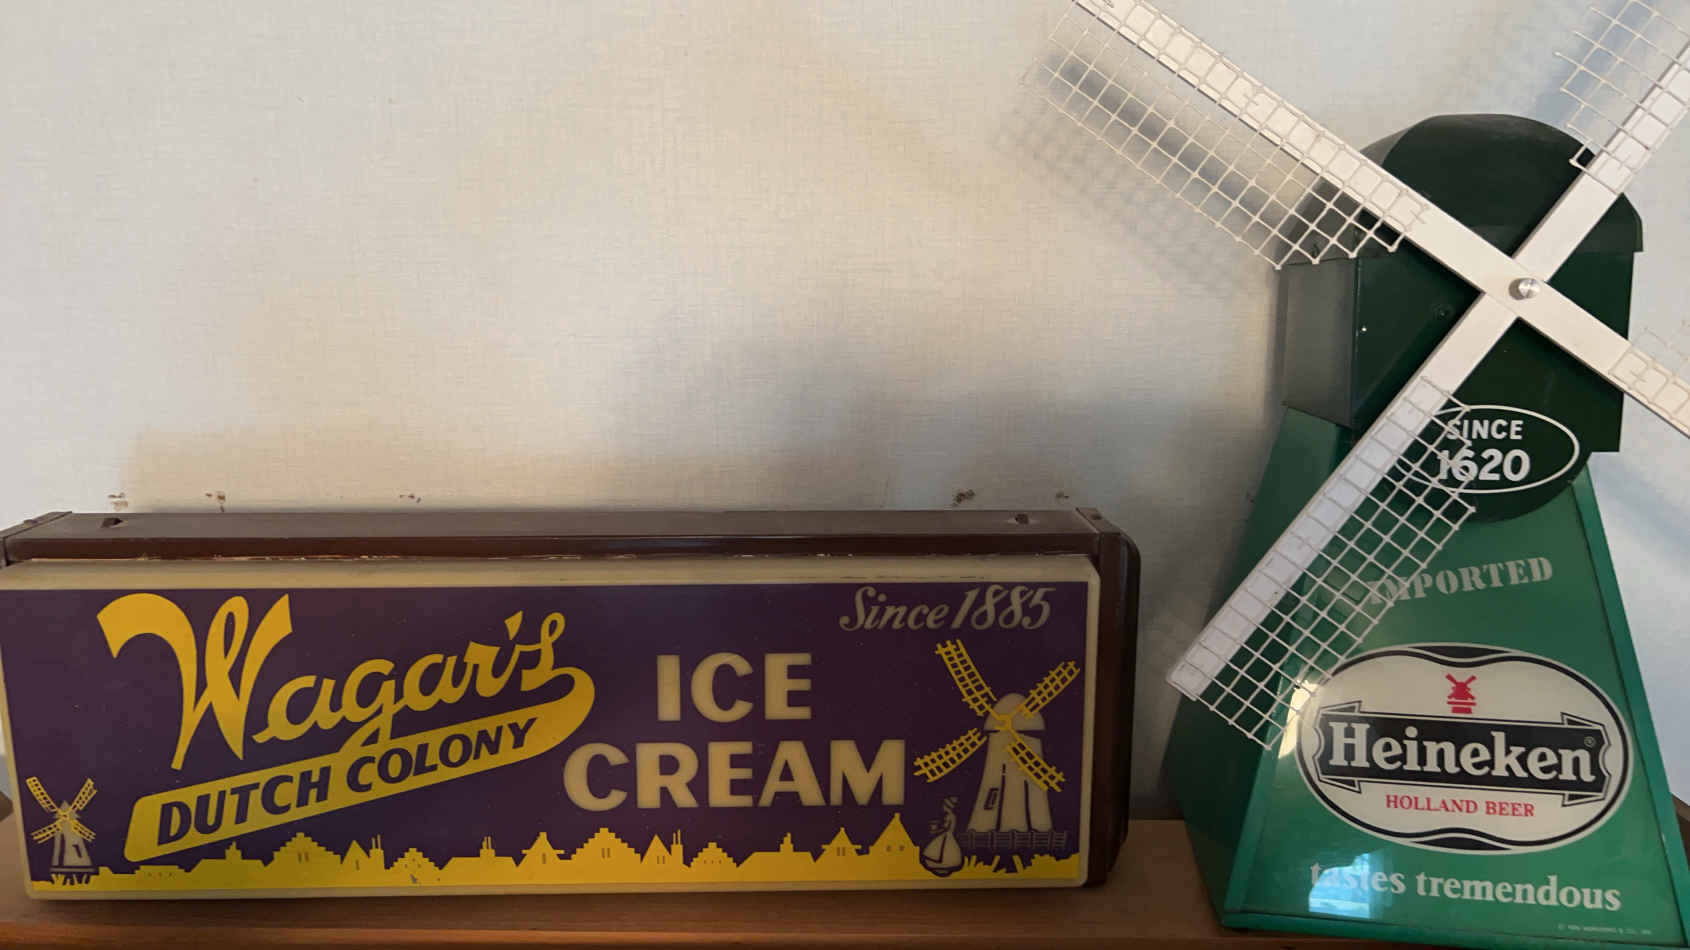 Since 1885
Wagar's
DUTCH COLONY
ICE
CREAM
SINCE
1620
IMPORTED
Heineken®
HOLLAND BEER
tastes tremendous